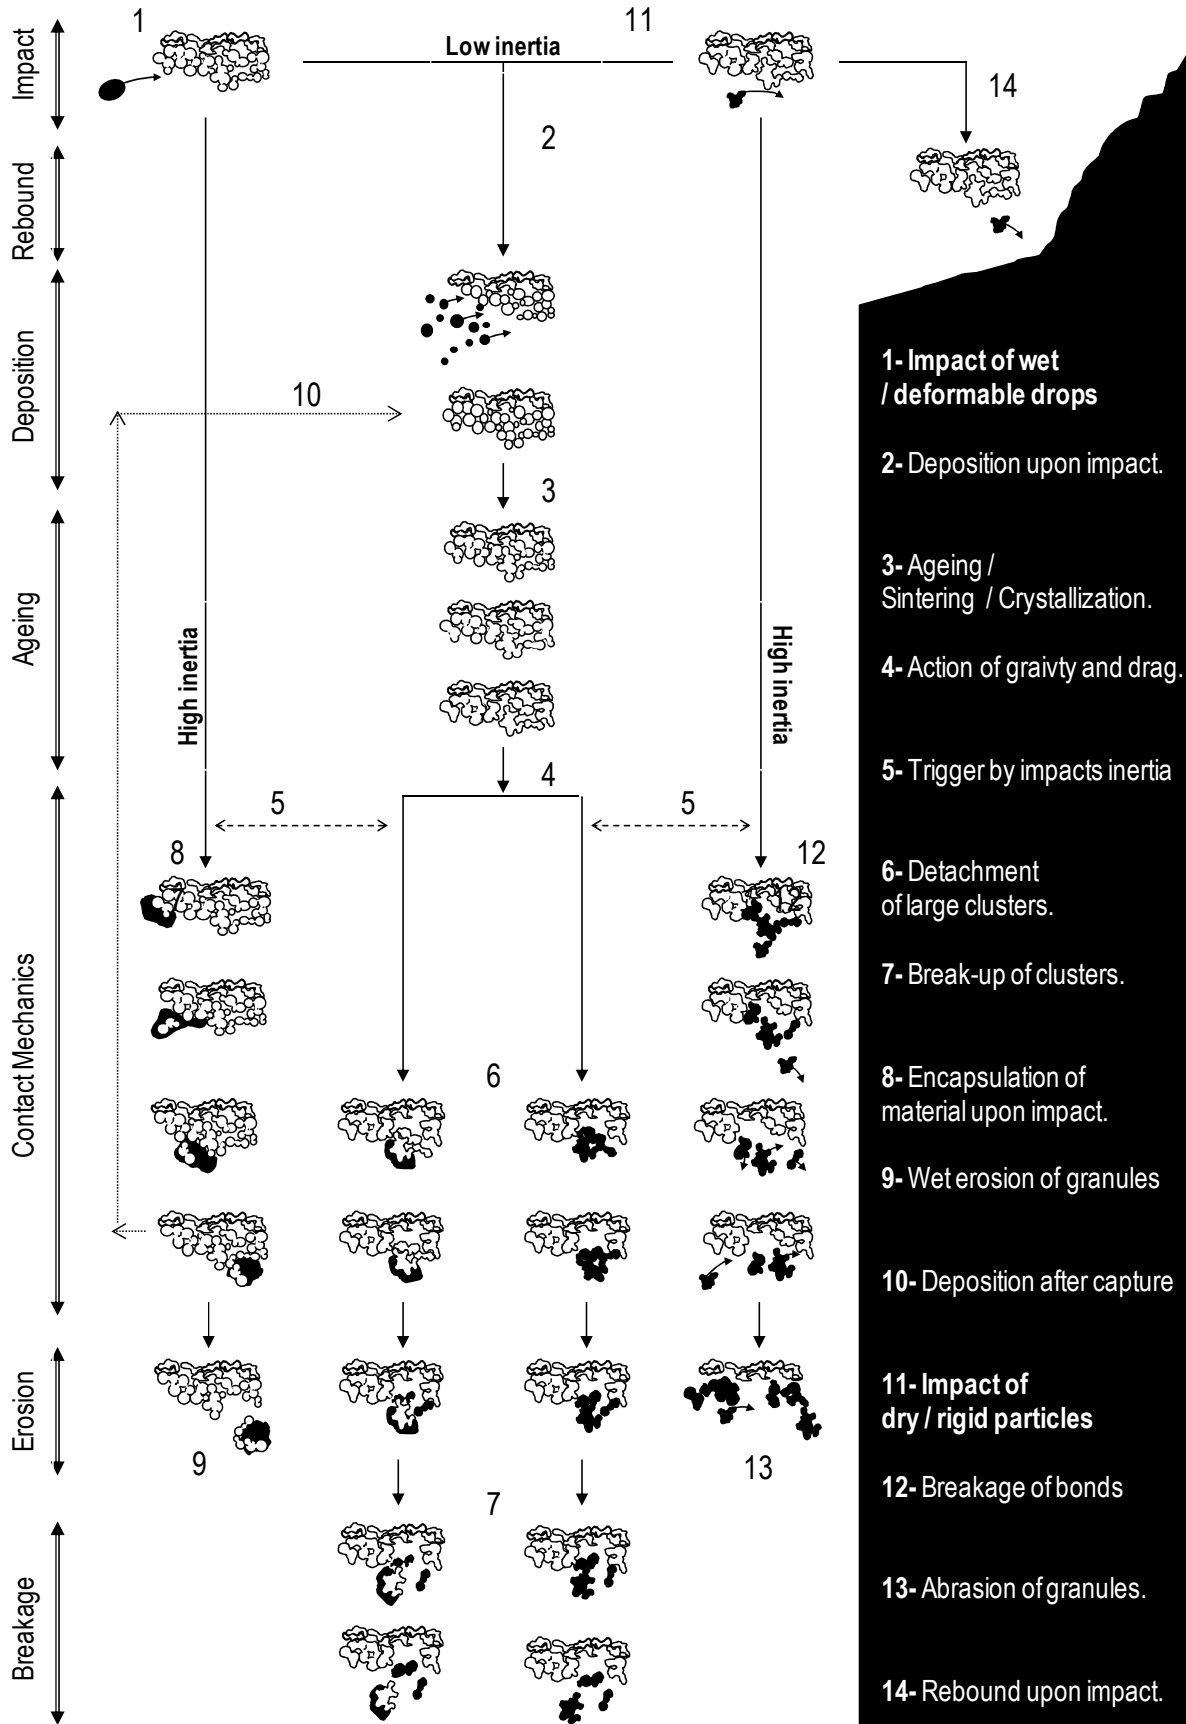 1
11
Low inertia
Impact
14
2
Rebound
Deposition
10
3
Ageing
High inertia
High inertia
4
5
5
8
12
Contact Mechanics
6
Erosion
9
13
7
Breakage
1- Impact of wet
/ deformable drops
2- Deposition upon impact.
3- Ageing /
Sintering / Crystallization.
4- Action of graivty and drag.
5- Trigger by impacts inertia
6- Detachment
of large clusters.
7- Break-up of clusters.
8- Encapsulation of
material upon impact.
9- Wet erosion of granules
10- Deposition after capture
11- Impact of
dry / rigid particles
12- Breakage of bonds
13- Abrasion of granules.
14- Rebound upon impact.